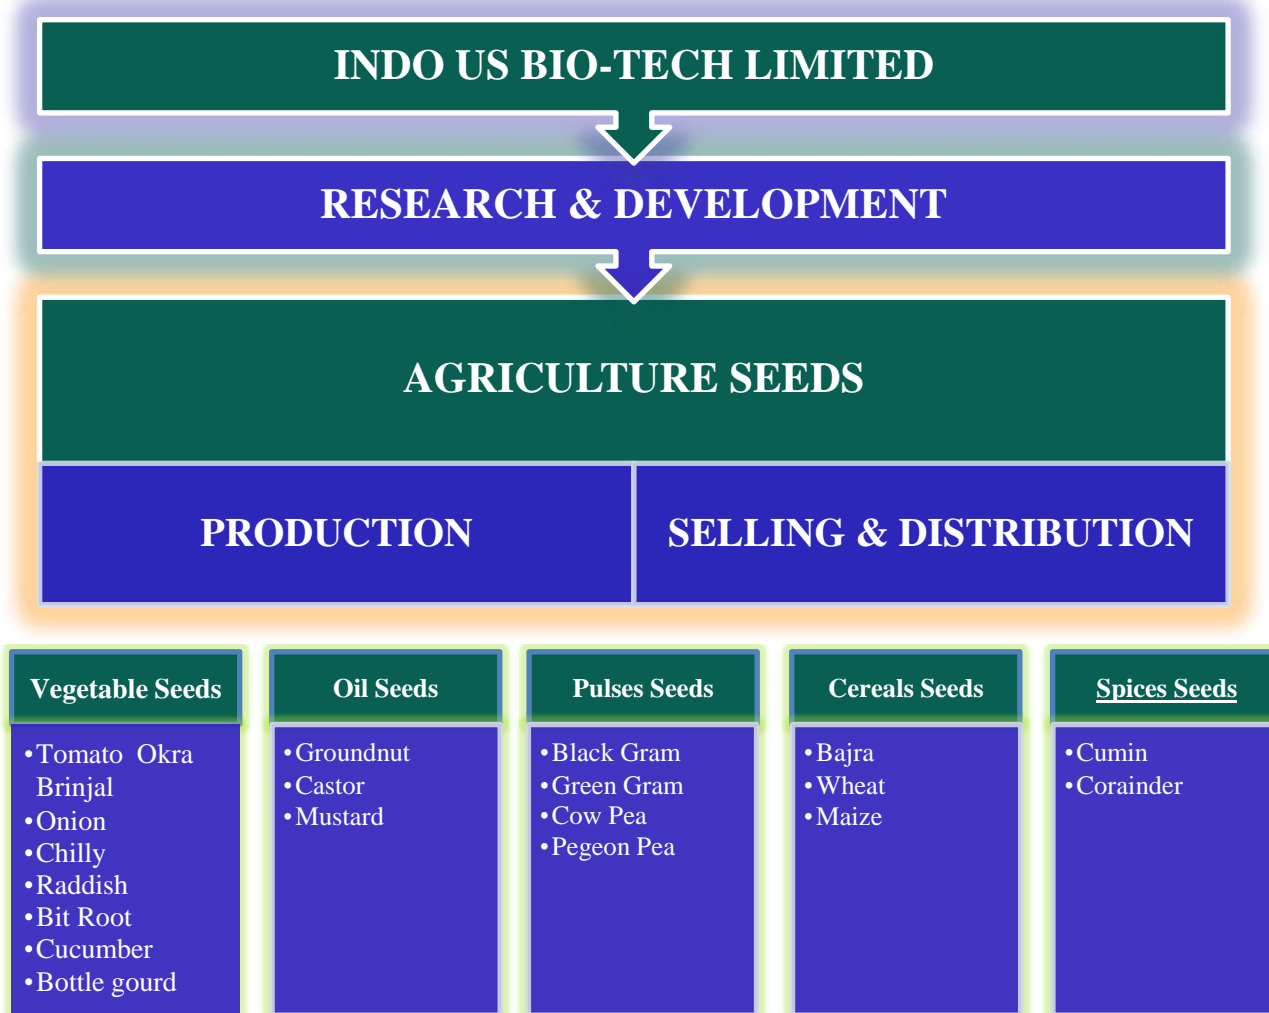 INDO US BIO-TECH LIMITED
RESEARCH & DEVELOPMENT
AGRICULTURE SEEDS
PRODUCTION
SELLING & DISTRIBUTION
Vegetable Seeds
•Tomato Okra
Brinjal
•Onion
•Chilly
•Raddish
•Bit Root
•Cucumber
•Bottle gourd
Oil Seeds
•Groundnut
•Castor
•Mustard
Pulses Seeds
•Black Gram
•Green Gram
•Cow Pea
•Pegeon Pea
Cereals Seeds
•Bajra
•Wheat
•Maize
Spices Seeds
•Cumin
•Corainder